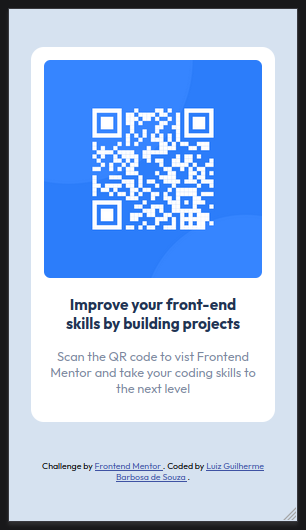 Improve your front-end
skills by building projects
Scan the QR code to vist Frontend
Mentor and take your coding skills to
the next level
Challenge by Frontend Mentor . Coded by Luiz Guilherme
Barbosa de Souza .